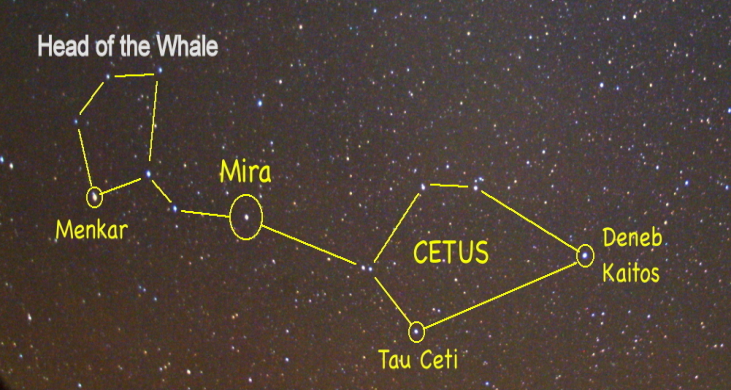 Head of the Whale
Mira
Menkar
CETUS
Deneb
Kaitos
Tau Ceti